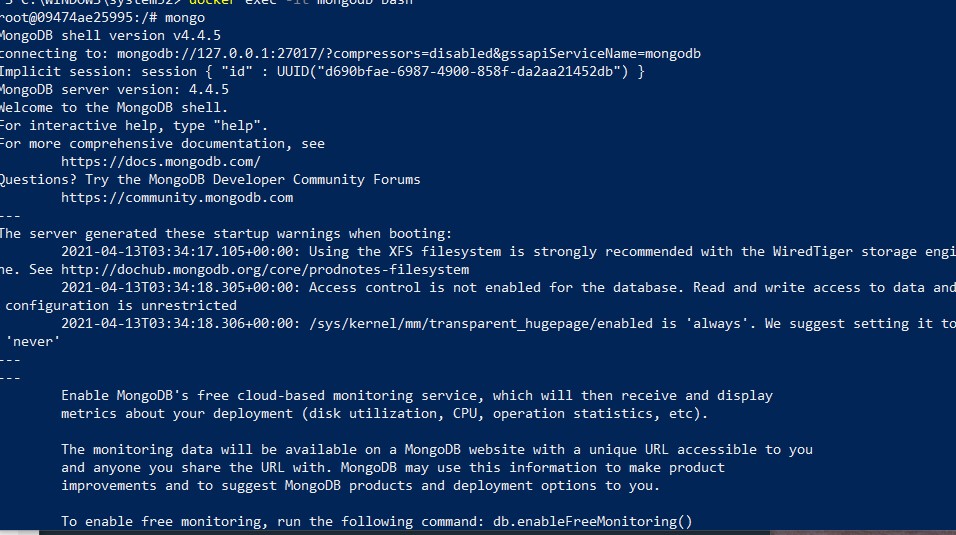 S C:\WINDOWS\system32> docker exec -it mongodb bash
root@09474ae25995:/# mongo
MongoDB shell version v4.4.5
connecting to: mongodb://127.0.0.1:27017/?compressors=disabled&gssapiServiceName=mongodb
Implicit session: session { "id" : UUID("d690bfae-6987-4900-858f-da2aa21452db") }
MongoDB server version: 4.4.5
Welcome to the MongoDB shell.
For interactive help, type "help".
For more comprehensive documentation, see
https://docs.mongodb.com/
Questions? Try the MongoDB Developer Community Forums
https://community.mongodb.com
---
The server generated these startup warnings when booting:
2021-04-13T03:34:17.105+00:00: Using the XFS filesystem is strongly recommended with the WiredTiger storage engi
ne. See http://dochub.mongodb.org/core/prodnotes-filesystem
2021-04-13T03:34:18.305+00:00: Access control is not enabled for the database. Read and write access to data and
configuration is unrestricted
2021-04-13T03:34:18.306+00:00: /sys/kernel/mm/transparent_hugepage/enabled is 'always'. We suggest setting it to
'never'
---
---
Enable MongoDB's free cloud-based monitoring service, which will then receive and display
metrics about your deployment (disk utilization, CPU, operation statistics, etc).
The monitoring data will be available on a MongoDB website with a unique URL accessible to you
and anyone you share the URL with. MongoDB may use this information to make product
improvements and to suggest MongoDB products and deployment options to you.
To enable free monitoring, run the following command: db.enableFreeMonitoring()